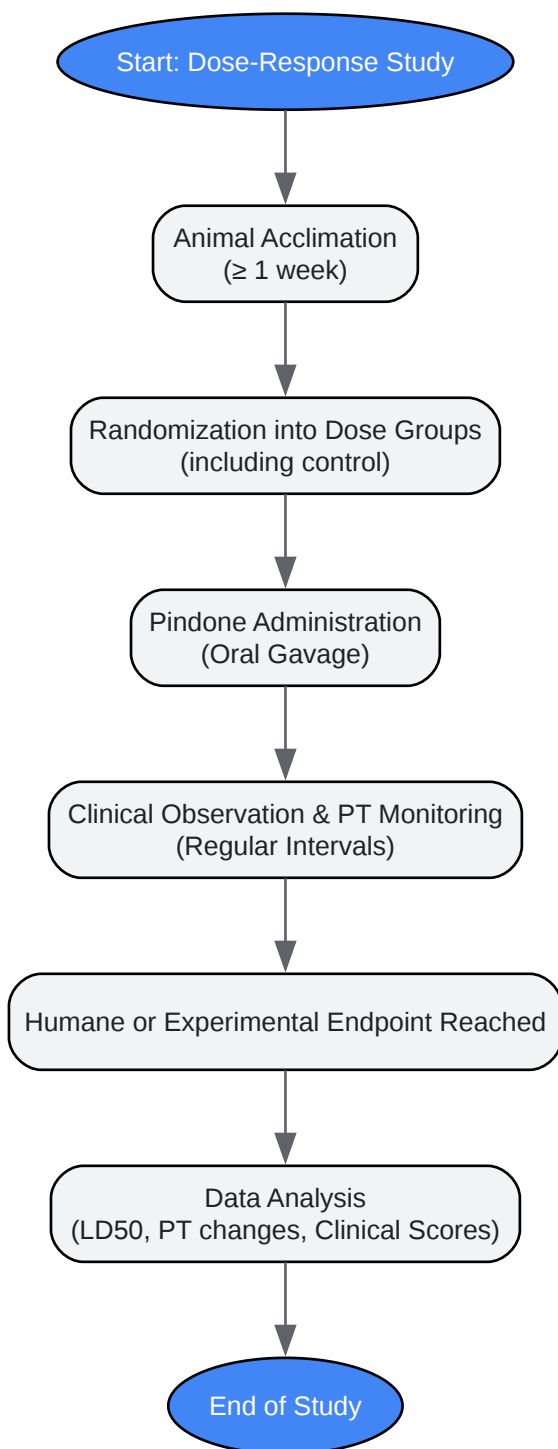 Start: Dose-Response Study
Animal Acclimation
(≥ 1 week)
Randomization into Dose Groups
(including control)
Pindone Administration
(Oral Gavage)
Clinical Observation & PT Monitoring
(Regular Intervals)
Humane or Experimental Endpoint Reached
Data Analysis
(LD50, PT changes, Clinical Scores)
End of Study